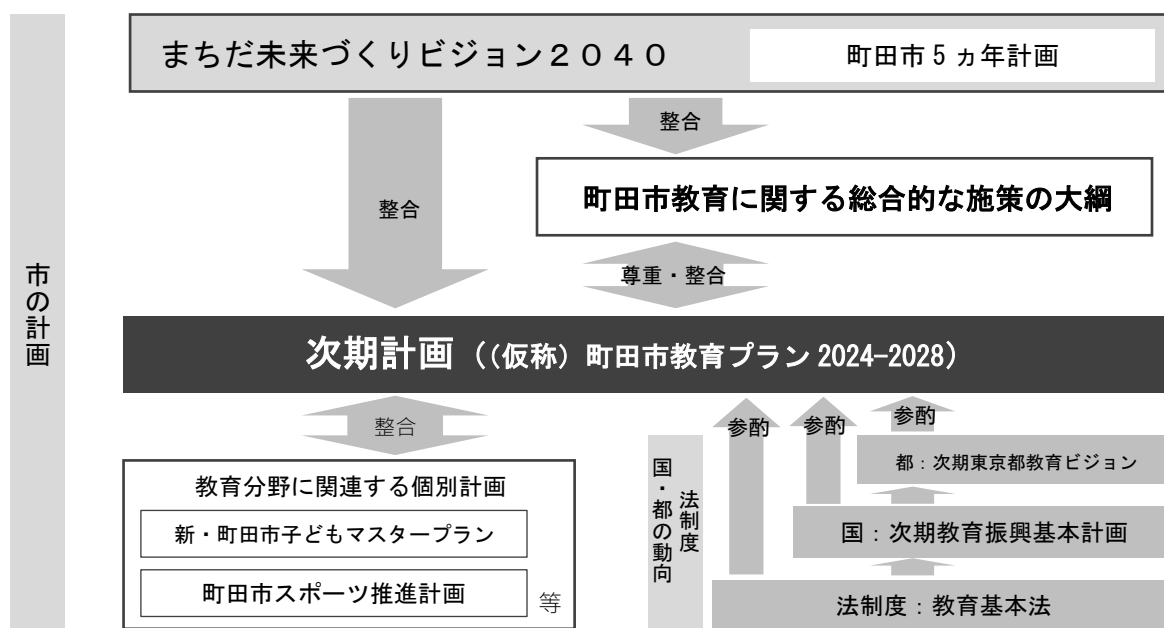 まちだ未来づくりビジョン２０４０
町田市５ヵ年計画
整合
整合
町田市教育に関する総合的な施策の大綱
尊重・整合
市の計画
次期計画（（仮称）町田市教育プラン 2024-2028）
整合
参酌
参酌
参酌
教育分野に関連する個別計画
新・町田市子どもマスタープラン
町田市スポーツ推進計画
等
法制度
国・都の動向
都：次期東京都教育ビジョン
国：次期教育振興基本計画
法制度：教育基本法